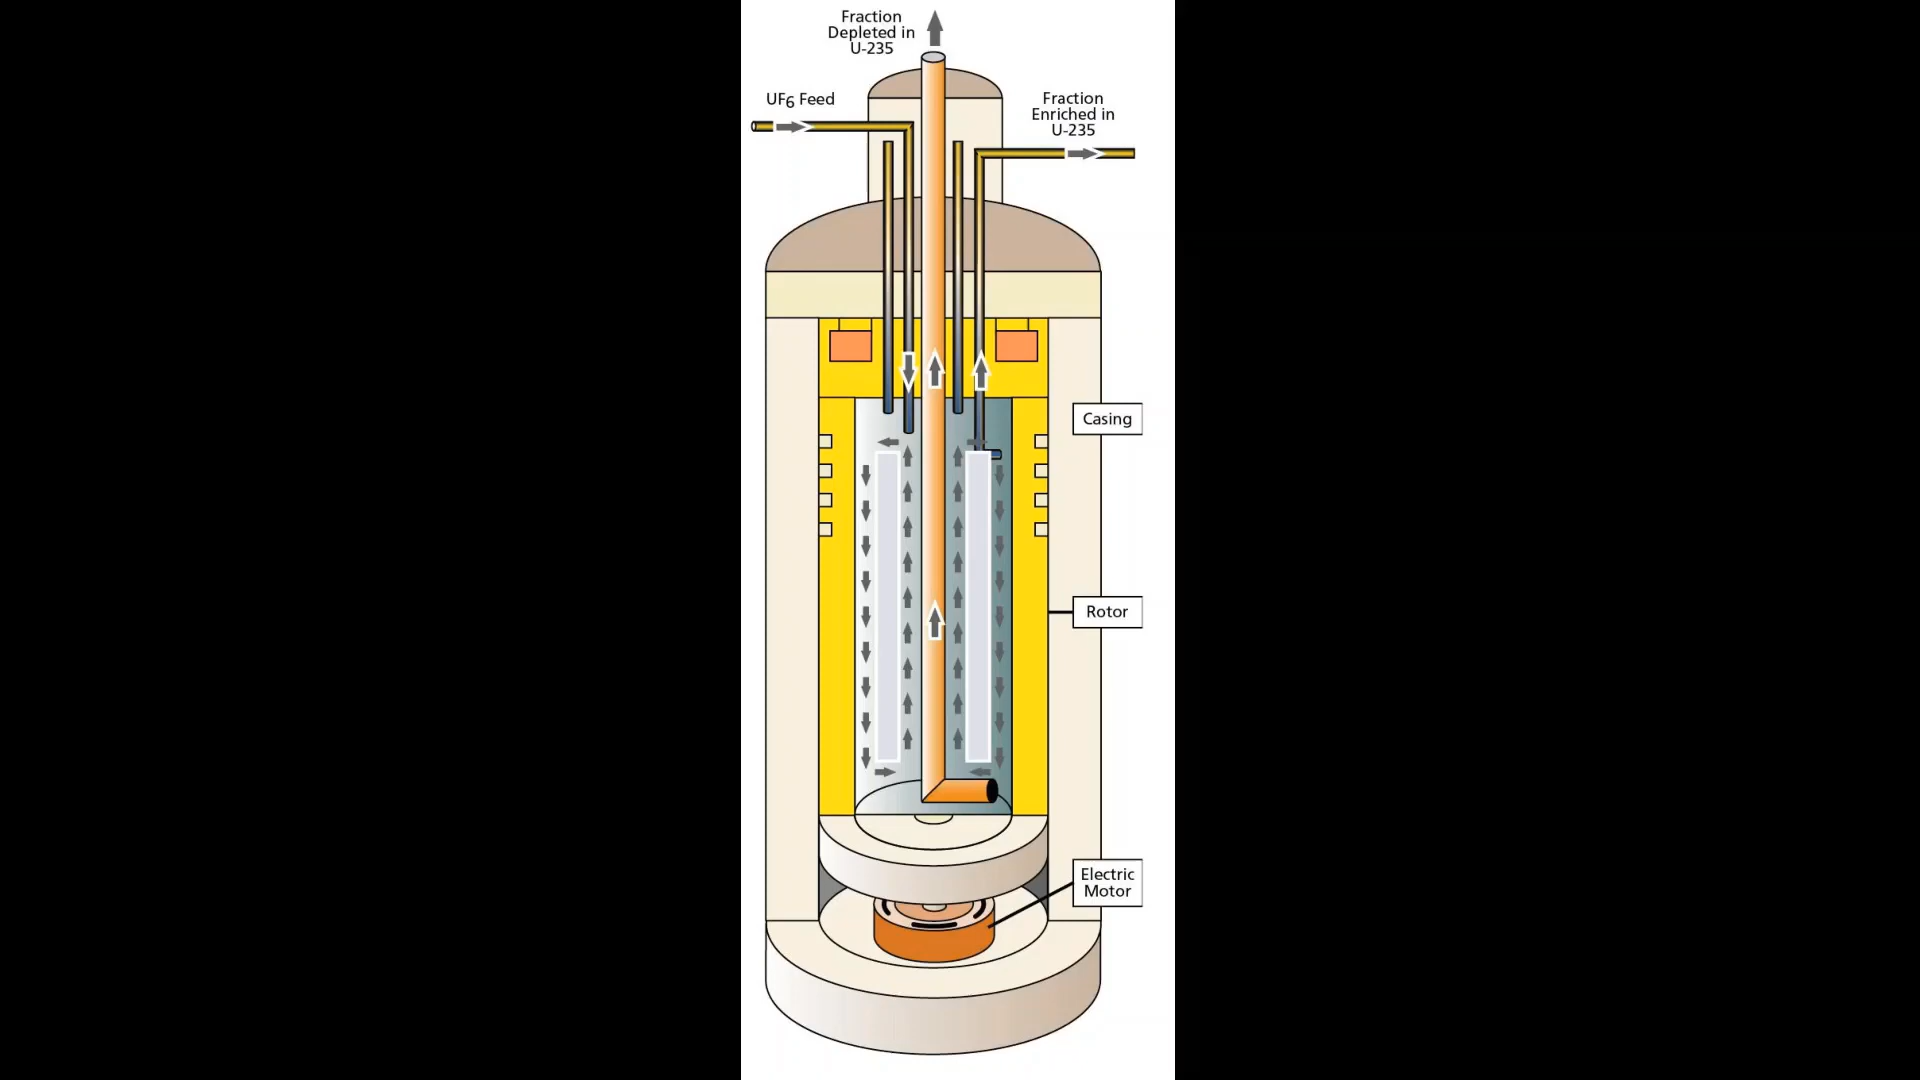 Fraction
Depleted in
U-235
UF6 Feed
Fraction
Enriched in
U-235
Casing
Rotor
Electric
Motor